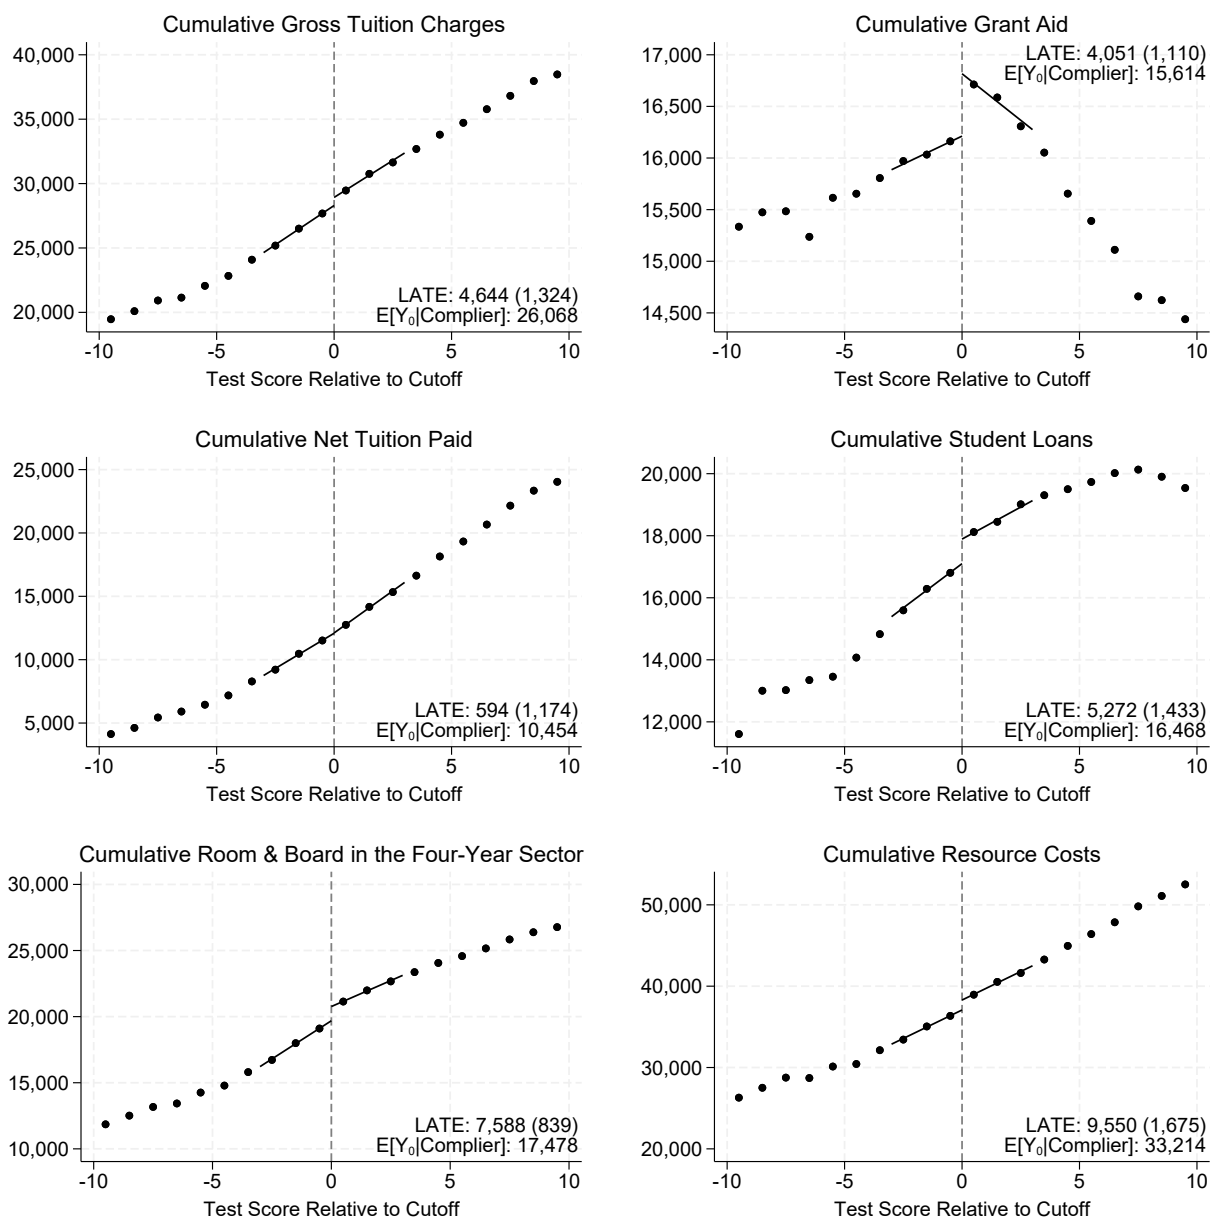 Cumulative Gross Tuition Charges
40,000
35,000
30,000
25,000
20,000
LATE: 4,644 (1,324)
E[Y₀|Complier]: 26,068
-10 -5 0 5 10
Test Score Relative to Cutoff
Cumulative Grant Aid
17,000
16,500
16,000
15,500
15,000
14,500
LATE: 4,051 (1,110)
E[Y₀|Complier]: 15,614
-10 -5 0 5 10
Test Score Relative to Cutoff
Cumulative Net Tuition Paid
25,000
20,000
15,000
10,000
5,000
LATE: 594 (1,174)
E[Y₀|Complier]: 10,454
-10 -5 0 5 10
Test Score Relative to Cutoff
Cumulative Student Loans
20,000
18,000
16,000
14,000
12,000
LATE: 5,272 (1,433)
E[Y₀|Complier]: 16,468
-10 -5 0 5 10
Test Score Relative to Cutoff
Cumulative Room & Board in the Four-Year Sector
30,000
25,000
20,000
15,000
10,000
LATE: 7,588 (839)
E[Y₀|Complier]: 17,478
-10 -5 0 5 10
Test Score Relative to Cutoff
Cumulative Resource Costs
50,000
40,000
30,000
20,000
LATE: 9,550 (1,675)
E[Y₀|Complier]: 33,214
-10 -5 0 5 10
Test Score Relative to Cutoff